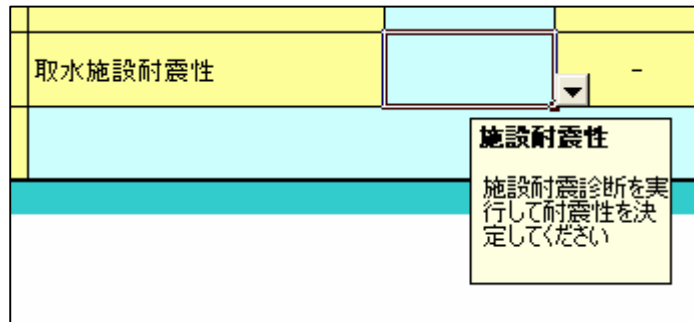 取水施設耐震性
-
施設耐震性
施設耐震診断を実
行して耐震性を決
定してください